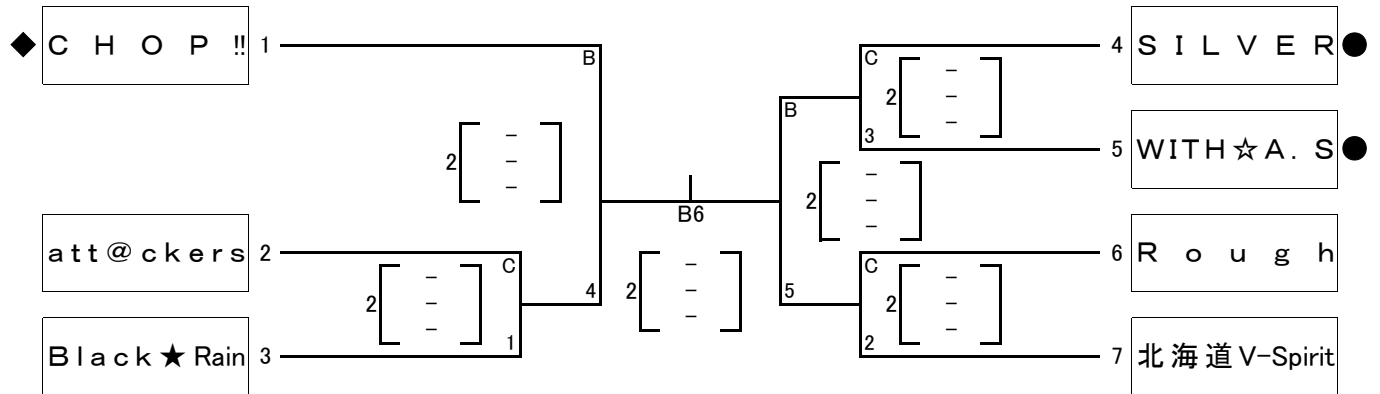 ◆ CHOP!! 1
4 SILVER ●
B
C
2 - - -
B
3
5 WITH☆A.S ●
2 - - -
2 - - -
B6
att@ckers 2
6 Rough
C
C
2 - - -
2 - - -
2 - - -
4
5
1
2
Black★Rain 3
7 北海道V-Spirit